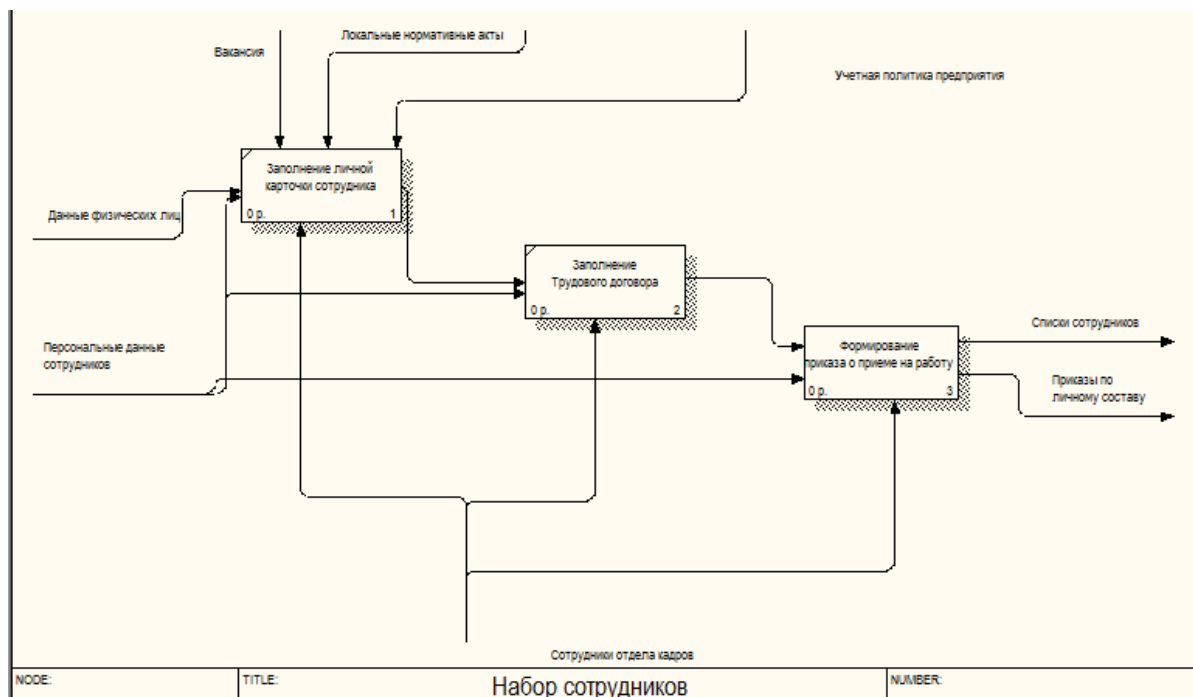 Локальные нормативные акты
Вакансия
Учетная политика предприятия
Заполнение личной
карточки сотрудника
0 р. 1
Данные физических лиц
Заполнение
Трудового договора
0 р. 2
Персональные данные
сотрудников
Формирование
приказа о приеме на работу
0 р. 3
Списки сотрудников
Приказы по
личному составу
Сотрудники отдела кадров
NODE: TITLE: Набор сотрудников NUMBER: